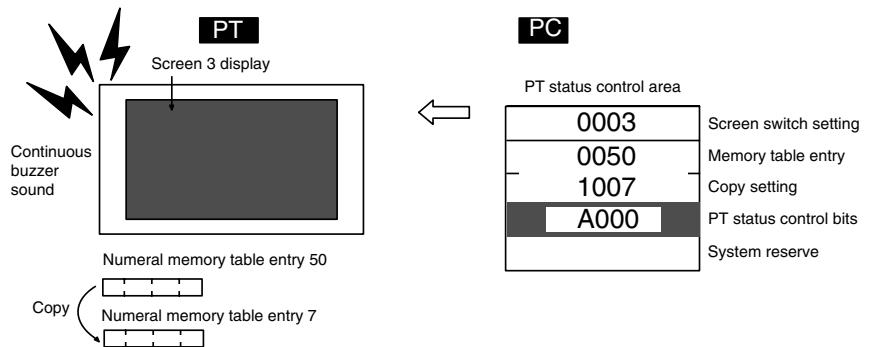 PT
Screen 3 display
Continuous
buzzer
sound
Numeral memory table entry 50
Copy
Numeral memory table entry 7
PC
PT status control area
0003 Screen switch setting
0050 Memory table entry
1007 Copy setting
A000 PT status control bits
System reserve